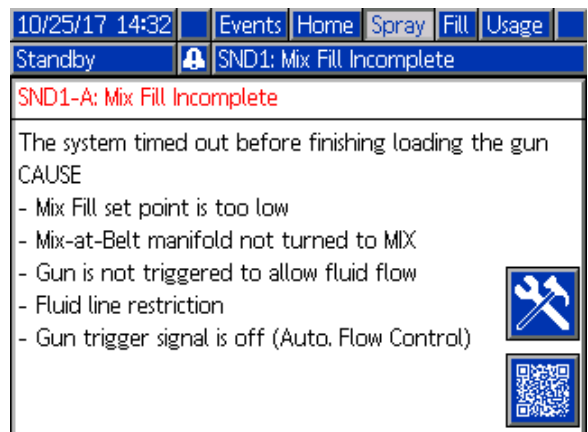 10/25/17 14:32 Events Home Spray Fill Usage
Standby SND1: Mix Fill Incomplete
SND1-A: Mix Fill Incomplete
The system timed out before finishing loading the gun
CAUSE
- Mix Fill set point is too low
- Mix-at-Belt manifold not turned to MIX
- Gun is not triggered to allow fluid flow
- Fluid line restriction
- Gun trigger signal is off (Auto. Flow Control)